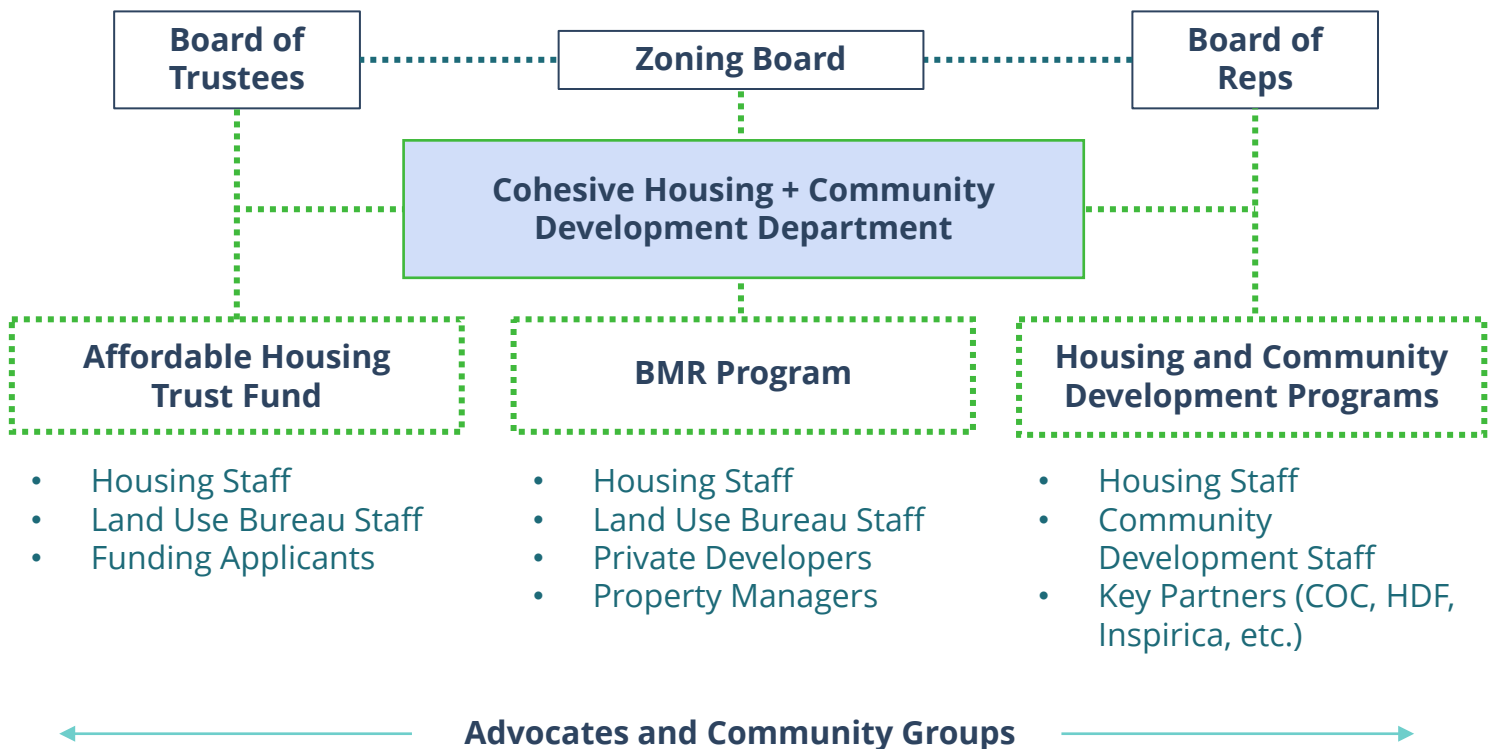 Board of
Trustees
Zoning Board
Board of
Reps
Cohesive Housing + Community
Development Department
Affordable Housing
Trust Fund
BMR Program
Housing and Community
Development Programs
• Housing Staff
• Land Use Bureau Staff
• Funding Applicants
• Housing Staff
• Land Use Bureau Staff
• Private Developers
• Property Managers
• Housing Staff
• Community
Development Staff
• Key Partners (COC, HDF,
Inspirica, etc.)
Advocates and Community Groups